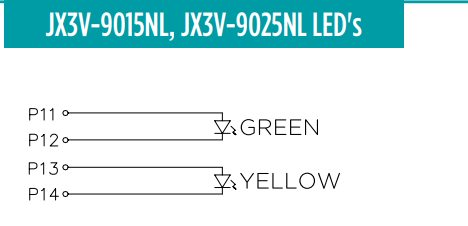 JX3V-9015NL, JX3V-9025NL LED's
P11
GREEN
P12
P13
YELLOW
P14